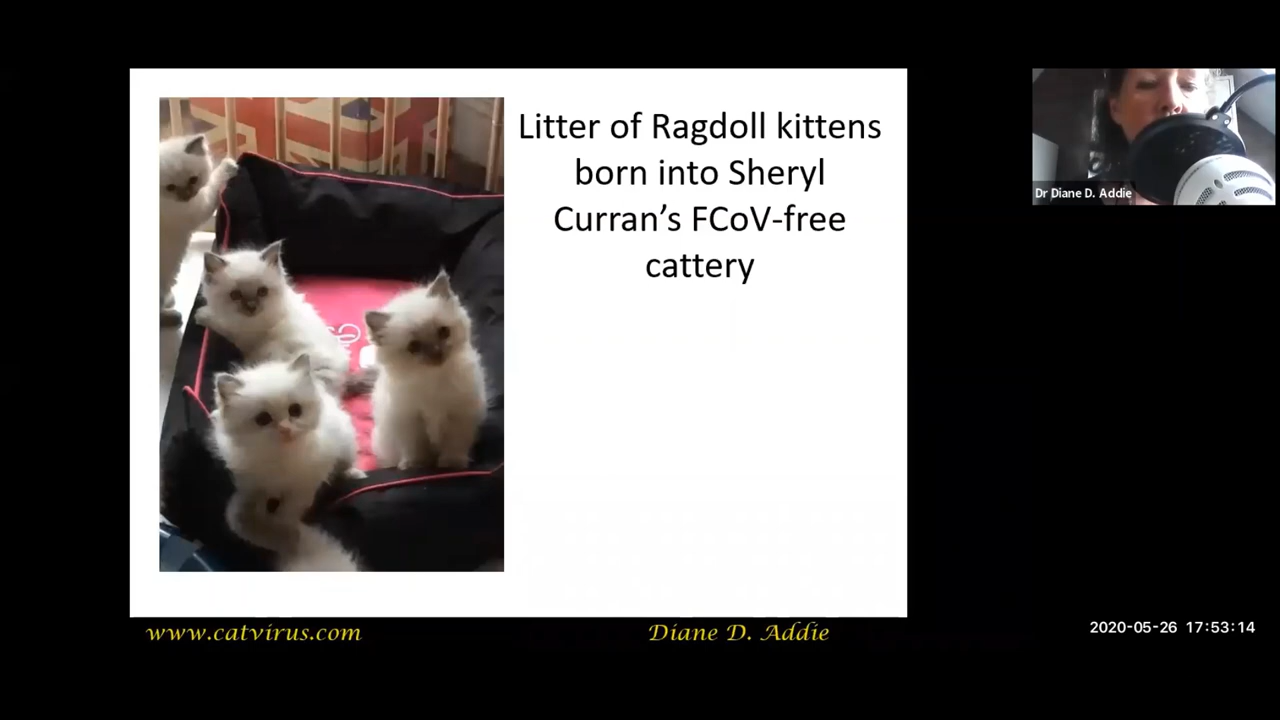 Litter of Ragdoll kittens
born into Sheryl
Curran’s FCoV-free
cattery
Dr Diane D. Addie
www.catvirus.com
Diane D. Addie
2020-05-26 17:53:14